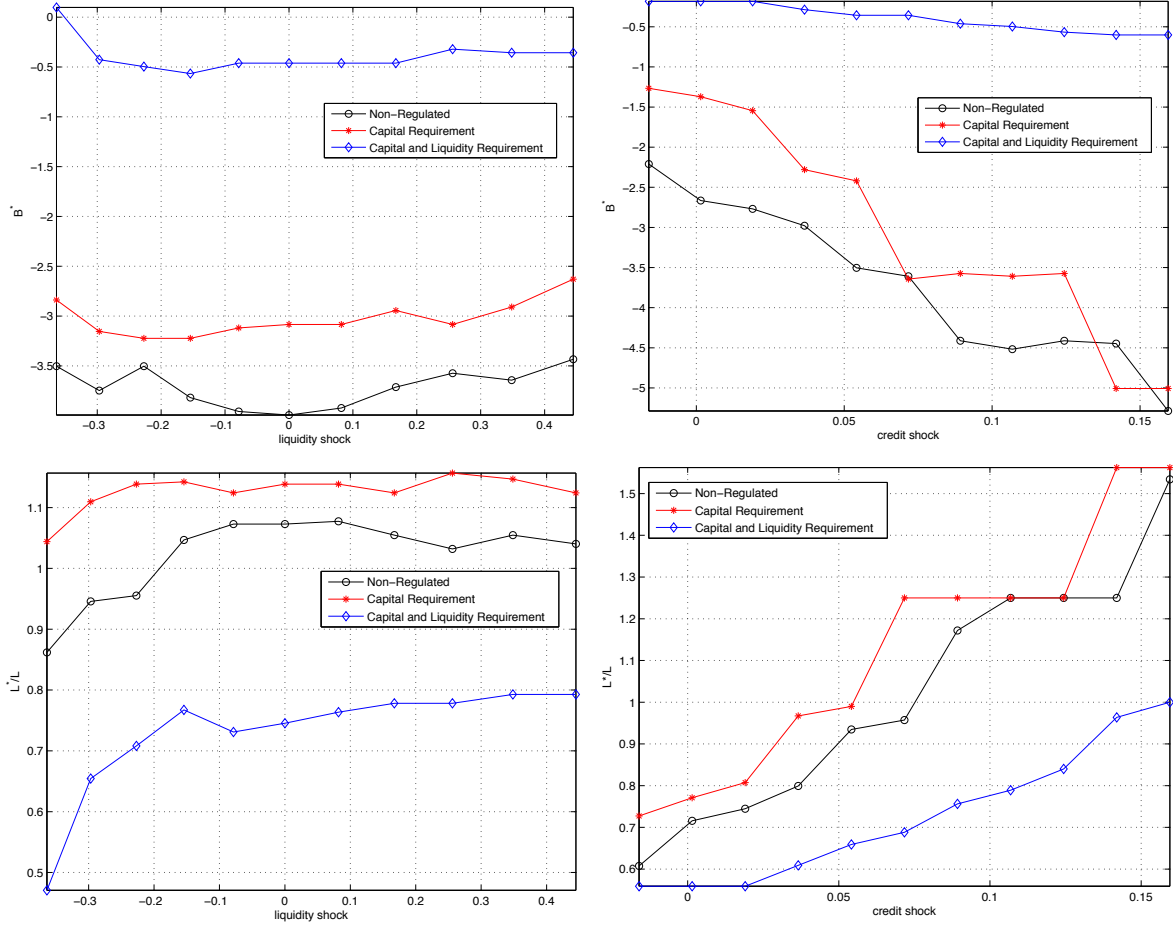 0
−0.5
−1
−1.5
−2
−2.5
−3
−3.5
B*
Non−Regulated
Capital Requirement
Capital and Liquidity Requirement
−0.3 −0.2 −0.1 0 0.1 0.2 0.3 0.4
liquidity shock
−0.5
−1
−1.5
−2
−2.5
−3
−3.5
−4
−4.5
−5
B*
Non−Regulated
Capital Requirement
Capital and Liquidity Requirement
0 0.05 0.1 0.15
credit shock
1.1
1
0.9
0.8
0.7
0.6
0.5
L*/L
Non−Regulated
Capital Requirement
Capital and Liquidity Requirement
−0.3 −0.2 −0.1 0 0.1 0.2 0.3 0.4
liquidity shock
1.5
1.4
1.3
1.2
1.1
1
0.9
0.8
0.7
0.6
L*/L
Non−Regulated
Capital Requirement
Capital and Liquidity Requirement
0 0.05 0.1 0.15
credit shock